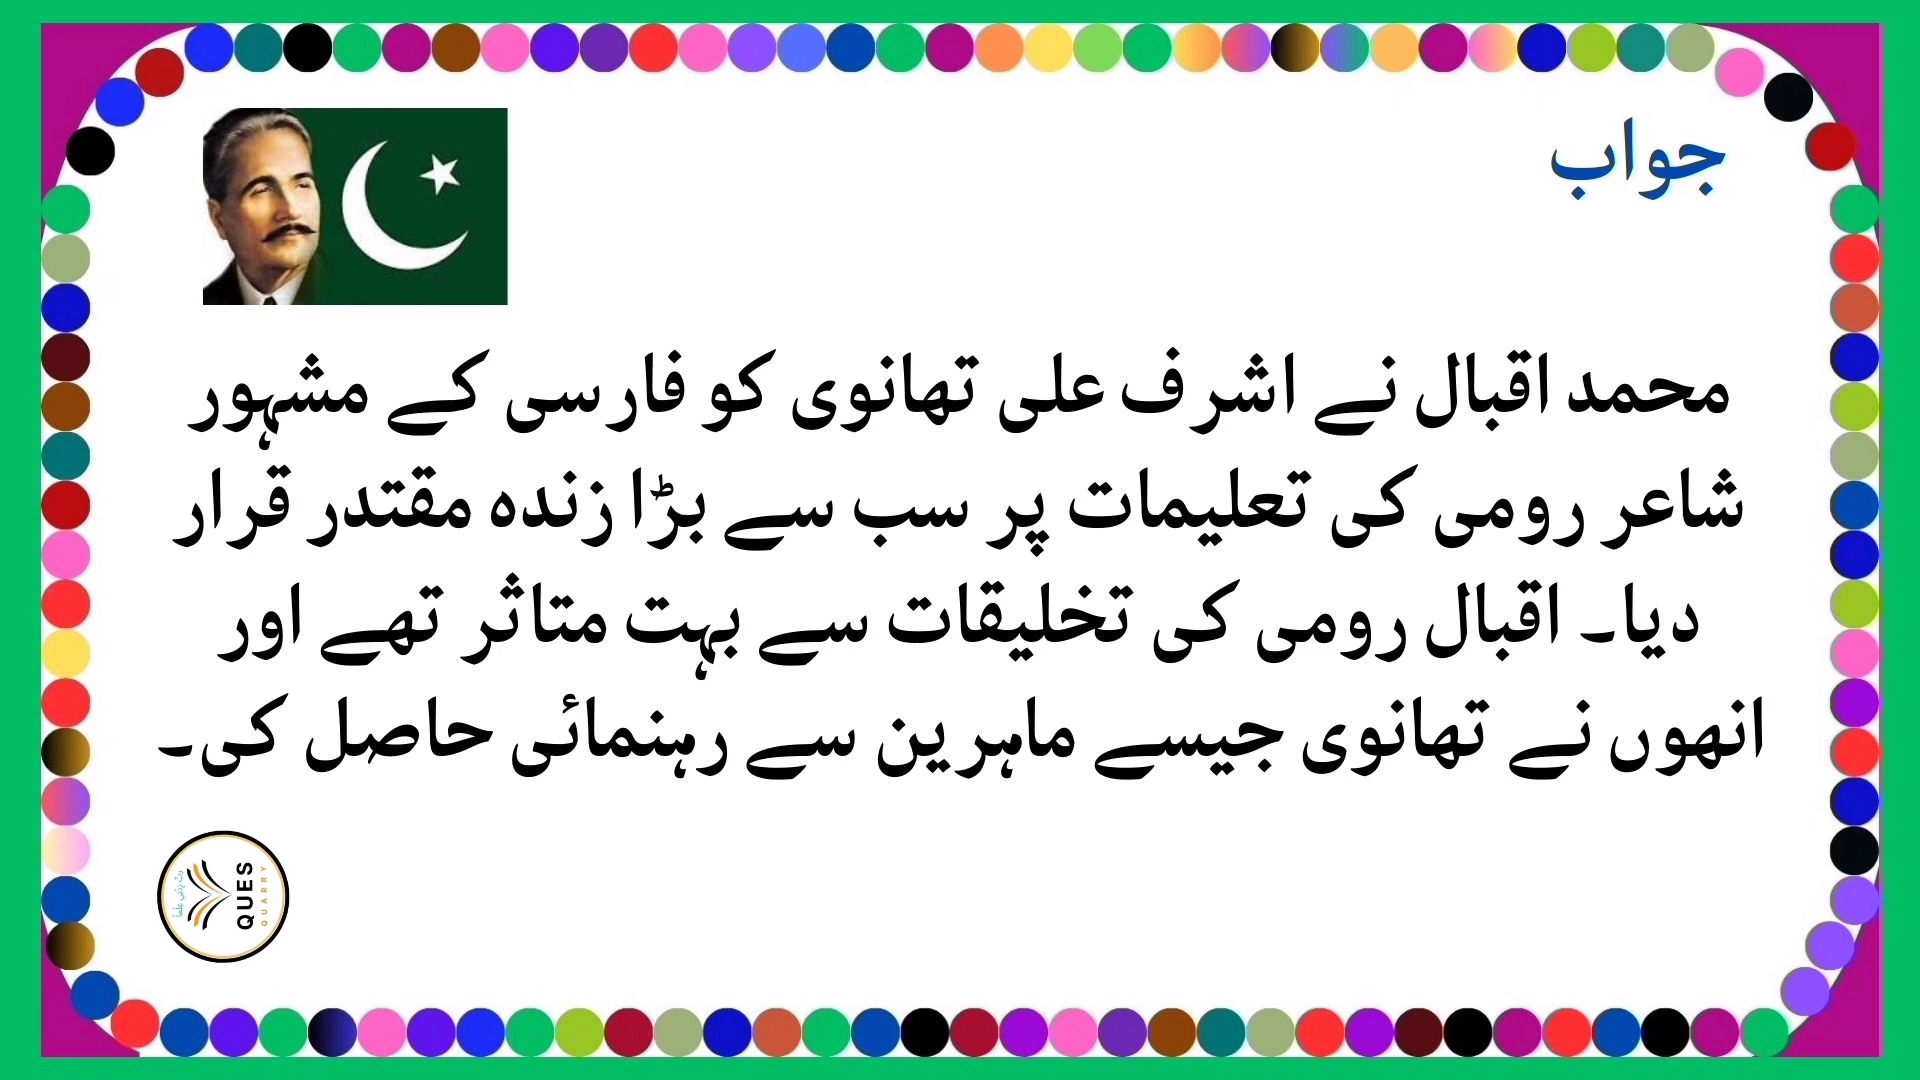 جواب
محمد اقبال نے اشرف علی تھانوی کو فارسی کے مشہور
شاعر رومی کی تعلیمات پر سب سے بڑا زندہ مقتدر قرار
دیا۔ اقبال رومی کی تخلیقات سے بہت متاثر تھے اور
انھوں نے تھانوی جیسے ماہرین سے رہنمائی حاصل کی۔
QUES
QUARRY